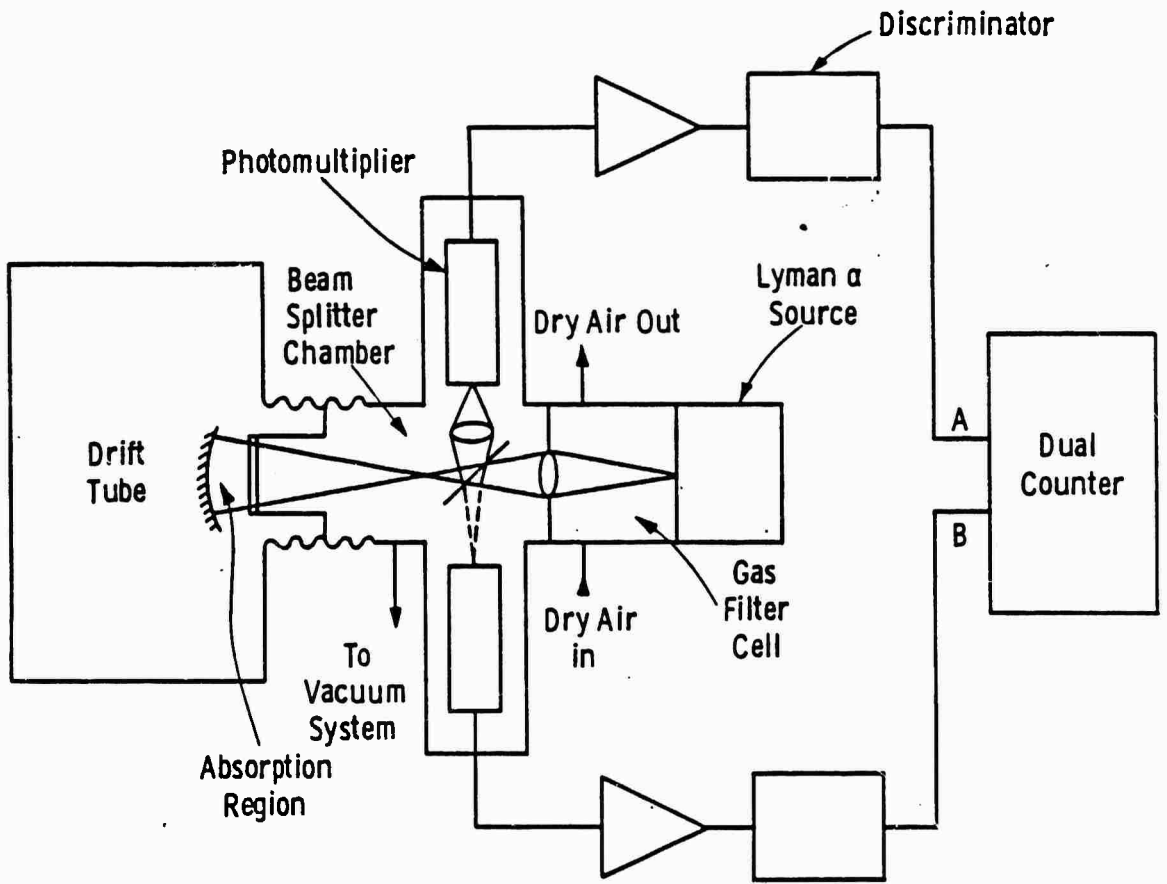 Discriminator
Photomultiplier
Beam
Splitter
Chamber
Lyman α
Source
Dry Air Out
Drift
Tube
A
Dual
Counter
B
Gas
Filter
Cell
Dry Air
in
To
Vacuum
System
Absorption
Region